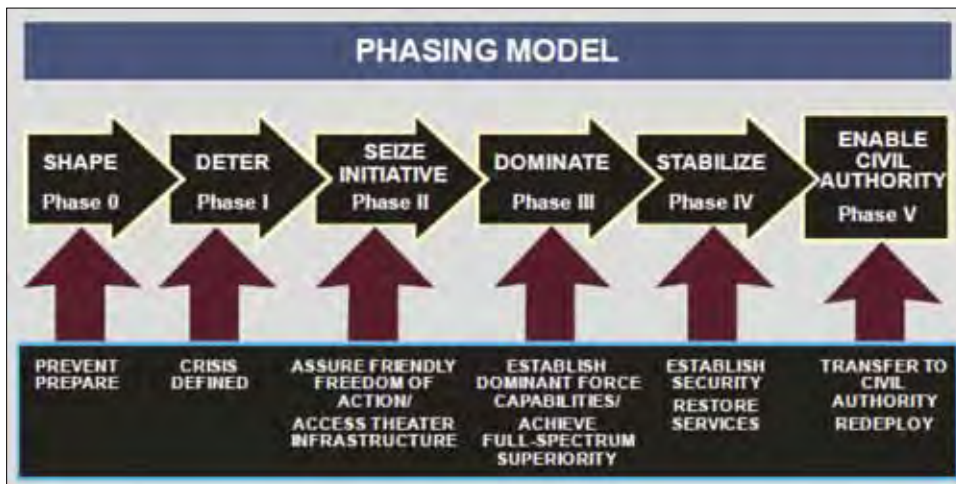 PHASING MODEL
SHAPE
Phase 0
DETER
Phase I
SEIZE
INITIATIVE
Phase II
DOMINATE
Phase III
STABILIZE
Phase IV
ENABLE
CIVIL
AUTHORITY
Phase V
PREVENT
PREPARE
CRISIS
DEFINED
ASSURE FRIENDLY
FREEDOM OF
ACTION/
ACCESS THEATER
INFRASTRUCTURE
ESTABLISH
DOMINANT FORCE
CAPABILITIES/
ACHIEVE
FULL-SPECTRUM
SUPERIORITY
ESTABLISH
SECURITY
RESTORE
SERVICES
TRANSFER TO
CIVIL
AUTHORITY
REDEPLOY